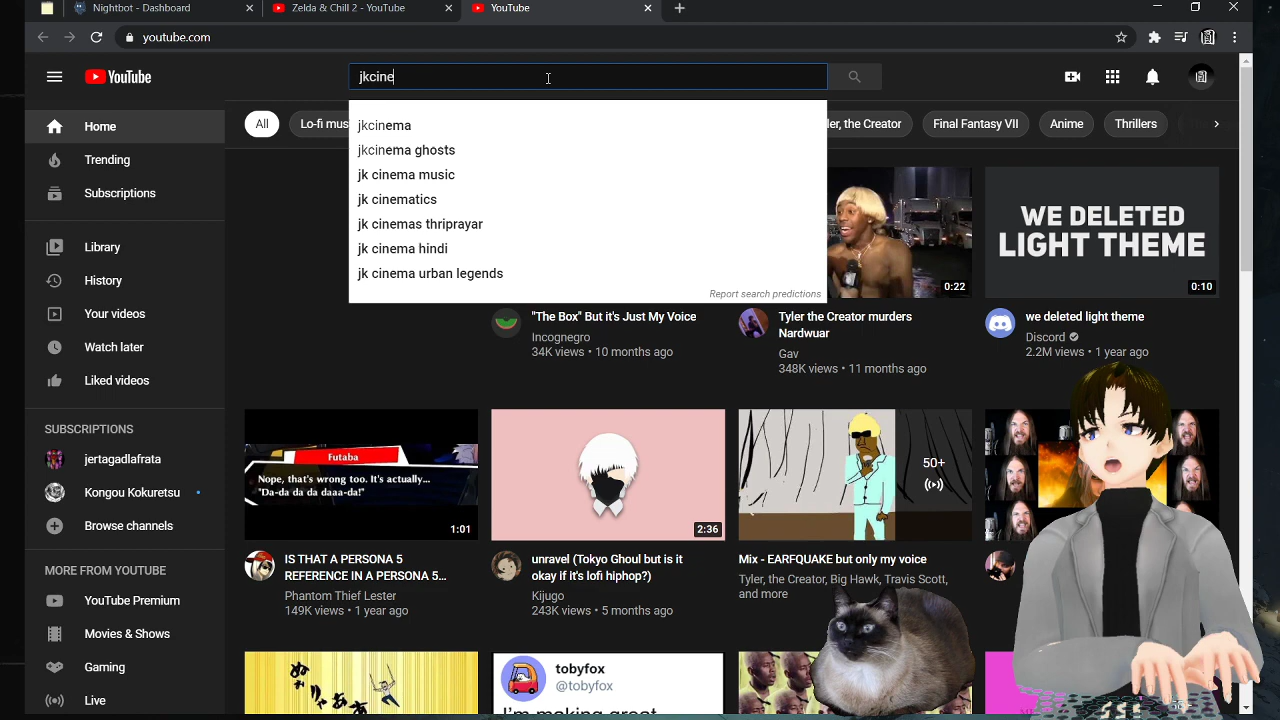 Nightbot - Dashboard
Zelda & Chill 2 - YouTube
YouTube
youtube.com
YouTube
jkcine
jkcinema
jkcinema ghosts
jk cinema music
jk cinematics
jk cinemas thriprayar
jk cinema hindi
jk cinema urban legends
Report search predictions
Home
Trending
Subscriptions
Library
History
Your videos
Watch later
Liked videos
SUBSCRIPTIONS
jertagadlafrata
Kongou Kokuretsu
Browse channels
MORE FROM YOUTUBE
YouTube Premium
Movies & Shows
Gaming
Live
All
Lo-fi mus
ler, the Creator
Final Fantasy VII
Anime
Thrillers
0:22
WE DELETED
LIGHT THEME
0:10
"The Box" But it's Just My Voice
Incognegro
34K views • 10 months ago
Tyler the Creator murders
Nardwuar
Gav
348K views • 11 months ago
we deleted light theme
Discord
2.2M views • 1 year ago
Futaba
Nope, that's wrong too. It's actually...
"Da-da da da daaa-da!"
1:01
IS THAT A PERSONA 5
REFERENCE IN A PERSONA 5...
Phantom Thief Lester
149K views • 1 year ago
2:36
unravel (Tokyo Ghoul but is it
okay if it's lofi hiphop?)
Kijugo
243K views • 5 months ago
50+
Mix - EARFQUAKE but only my voice
Tyler, the Creator, Big Hawk, Travis Scott,
and more
tobyfox
@tobyfox
I'm making great